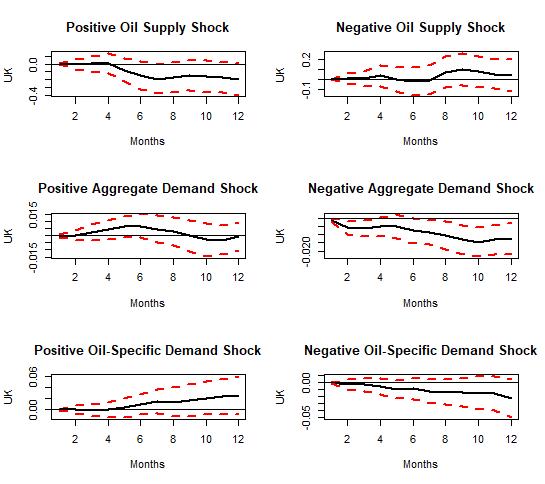 Positive Oil Supply Shock
UK
0.0
-0.4
2 4 6 8 10 12
Months
Negative Oil Supply Shock
UK
0.2
-0.1
2 4 6 8 10 12
Months
Positive Aggregate Demand Shock
UK
0.015
-0.015
2 4 6 8 10 12
Months
Negative Aggregate Demand Shock
UK
-0.020
2 4 6 8 10 12
Months
Positive Oil-Specific Demand Shock
UK
0.06
0.00
2 4 6 8 10 12
Months
Negative Oil-Specific Demand Shock
UK
0.00
-0.05
2 4 6 8 10 12
Months